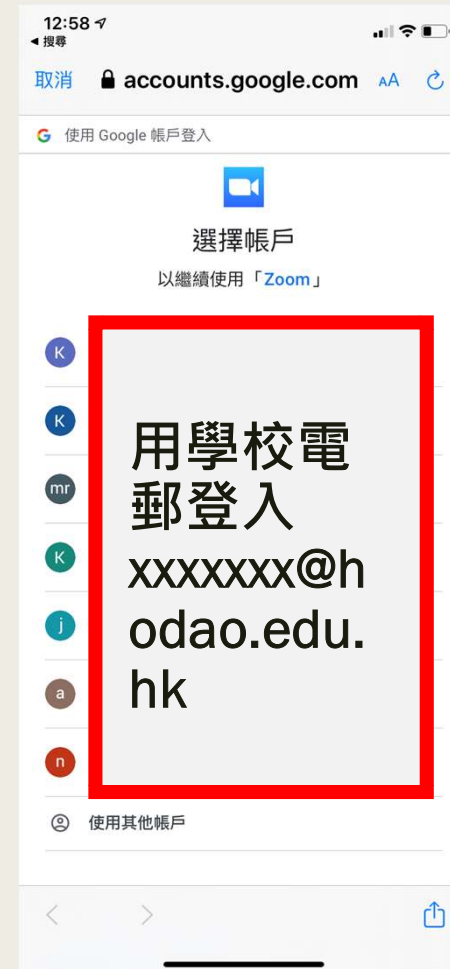 12:58
◀ 搜尋
取消 accounts.google.com AA
G 使用 Google 帳戶登入
選擇帳戶
以繼續使用「Zoom」
K
K
mr
K
j
a
n
用學校電
郵登入
xxxxxxx@h
odao.edu.
hk
使用其他帳戶